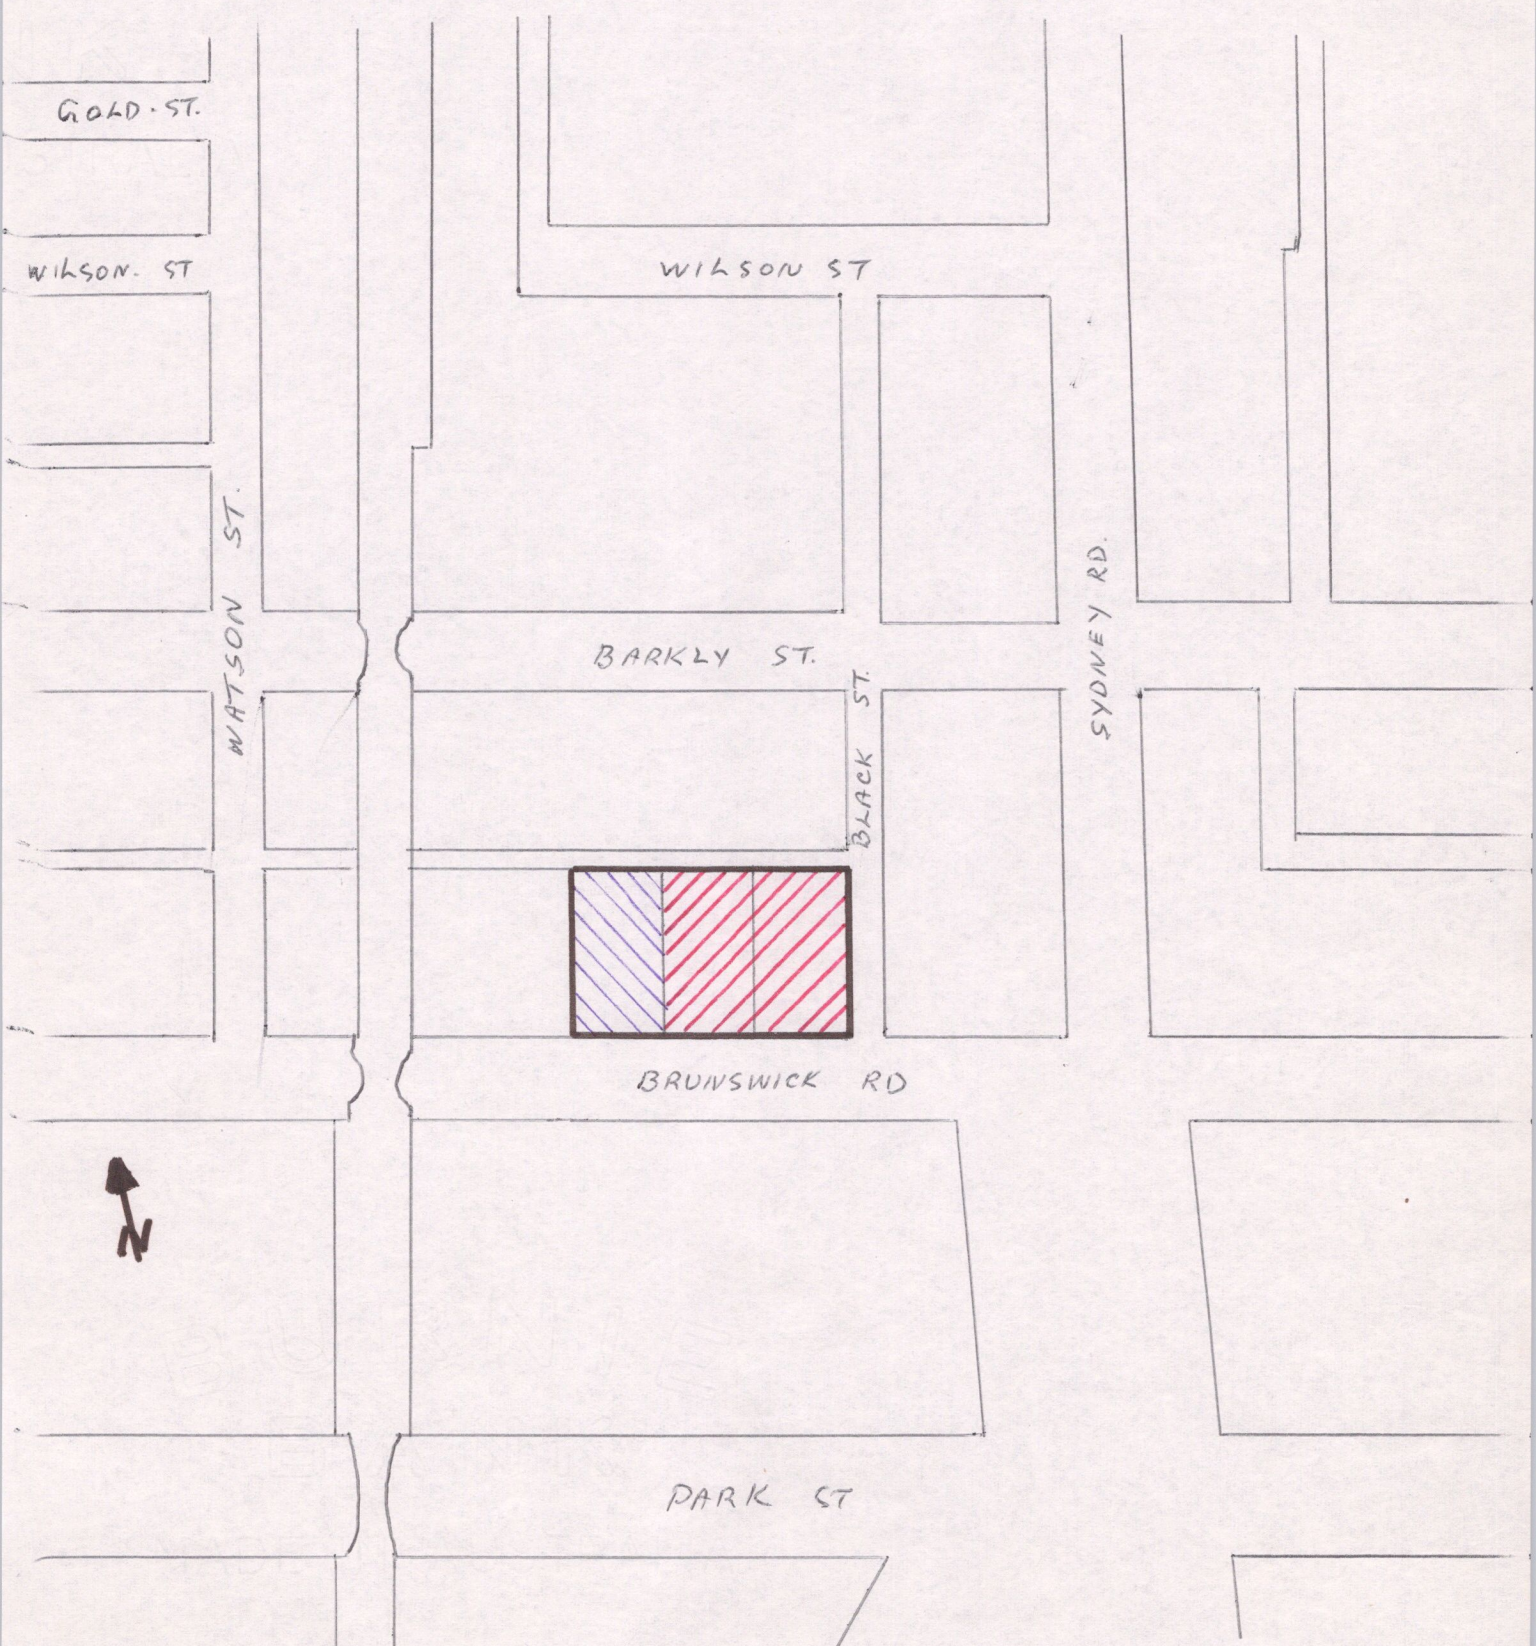 GOLD. ST.
WILSON. ST
WILSON ST
WATSON ST.
SYDNEY RD.
BARKLY ST.
BLACK ST.
BRUNSWICK RD
N
PARK ST